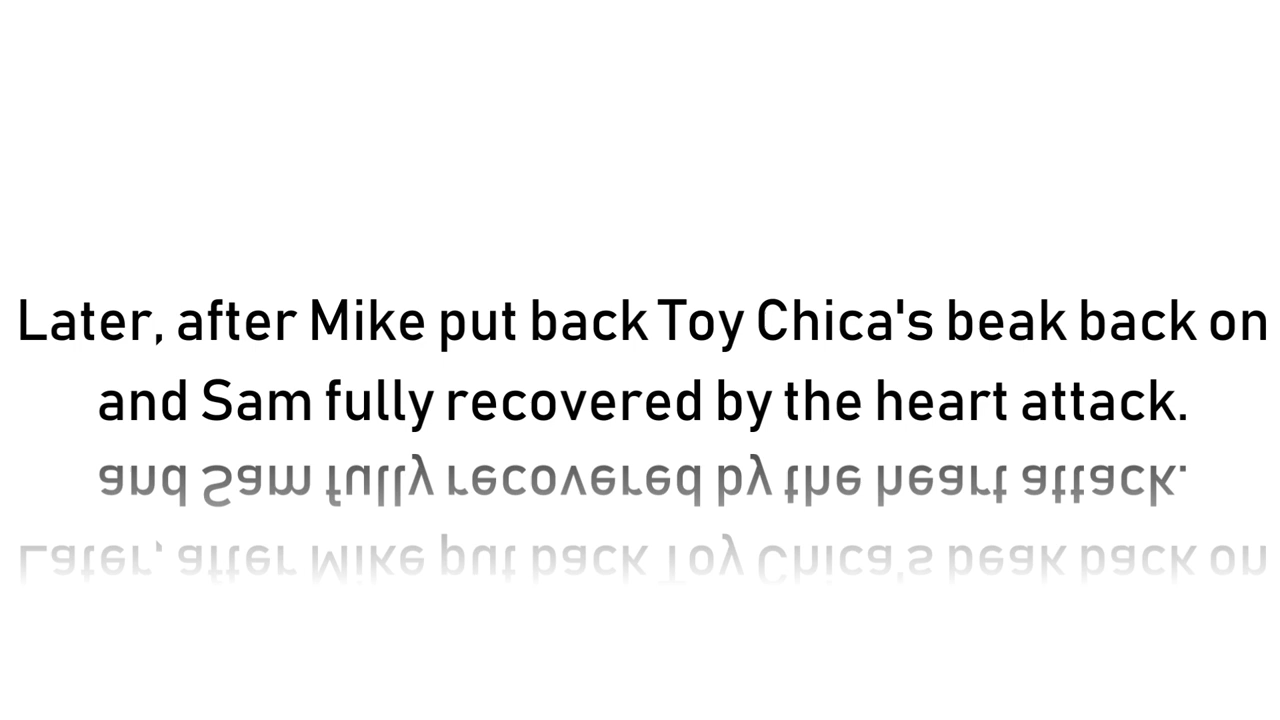 Later, after Mike put back Toy Chica's beak back on
and Sam fully recovered by the heart attack.